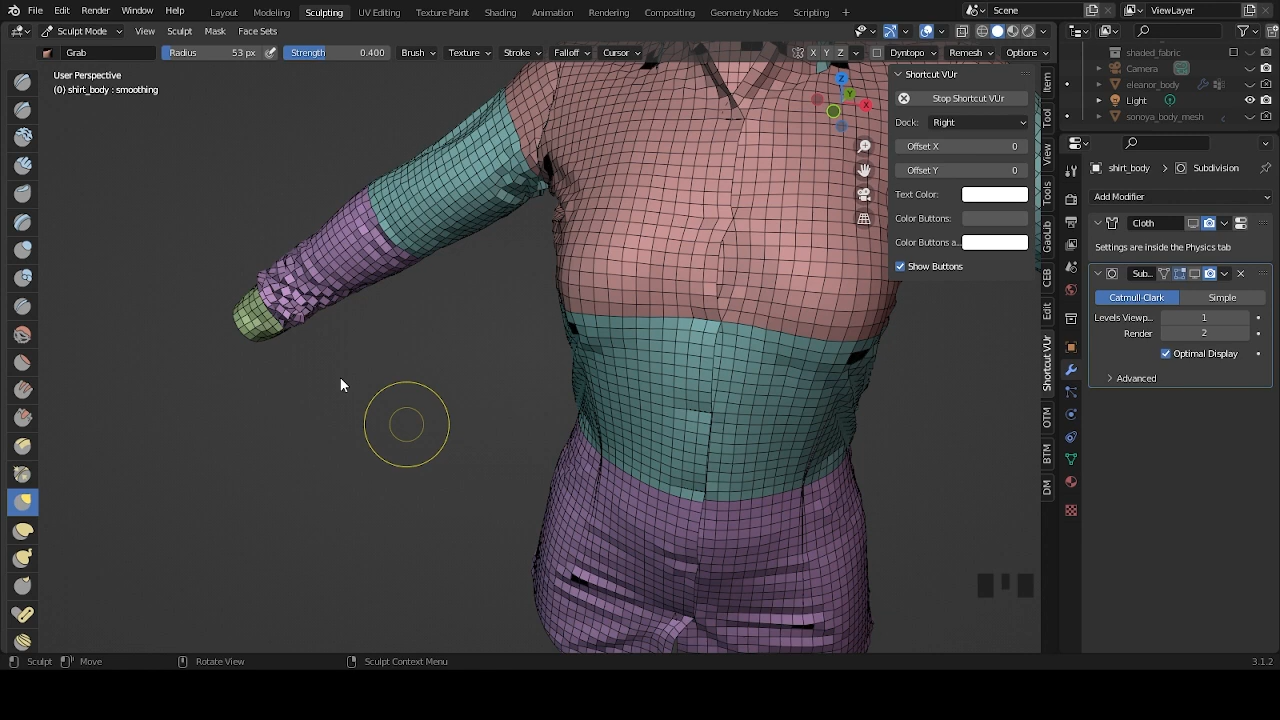 File Edit Render Window Help Layout Modeling Sculpting UV Editing Texture Paint Shading Animation Rendering Compositing Geometry Nodes Scripting + Scene ViewLayer
Sculpt Mode View Sculpt Mask Face Sets
Grab Radius 53 px Strength 0.400 Brush Texture Stroke Falloff Cursor X Y Z Dyntopo Remesh Options
User Perspective
(0) shirt_body : smoothing
Z
Y
X
Shortcut VUr
Stop Shortcut VUr
Dock: Right
Offset X 0
Offset Y 0
Text Color:
Color Buttons:
Color Buttons a...
Show Buttons
Item
Tool
View
Tools
GaoLib
CEB
Edit
Shortcut VUr
OTM
BTM
DM
shaded_fabric
Camera
eleanor_body
Light
sonoya_body_mesh
shirt_body Subdivision
Add Modifier
Cloth
Settings are inside the Physics tab
Sub...
Catmull-Clark Simple
Levels Viewp... 1
Render 2
Optimal Display
Advanced
Sculpt Move Rotate View Sculpt Context Menu 3.1.2